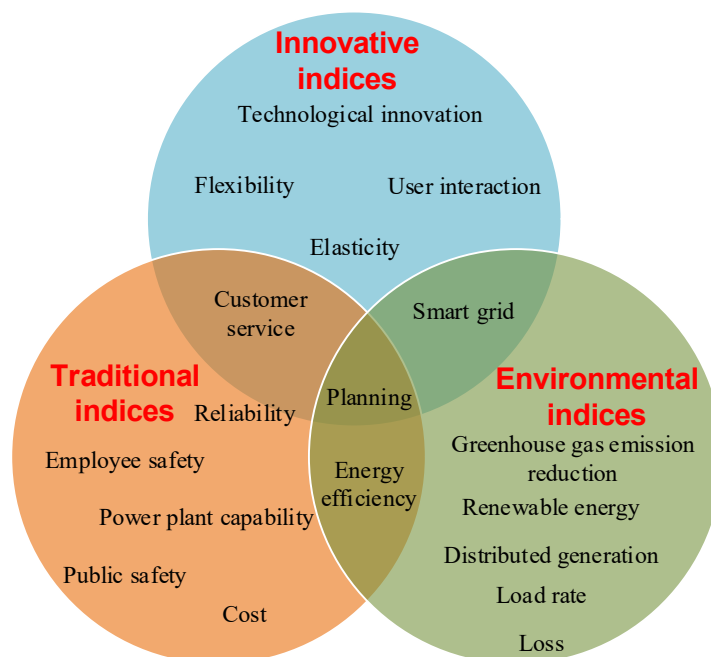 Innovative
indices
Technological innovation
Flexibility
User interaction
Elasticity
Customer
service
Smart grid
Traditional
indices
Planning
Environmental
indices
Reliability
Employee safety
Energy
efficiency
Greenhouse gas emission
reduction
Power plant capability
Renewable energy
Public safety
Distributed generation
Cost
Load rate
Loss